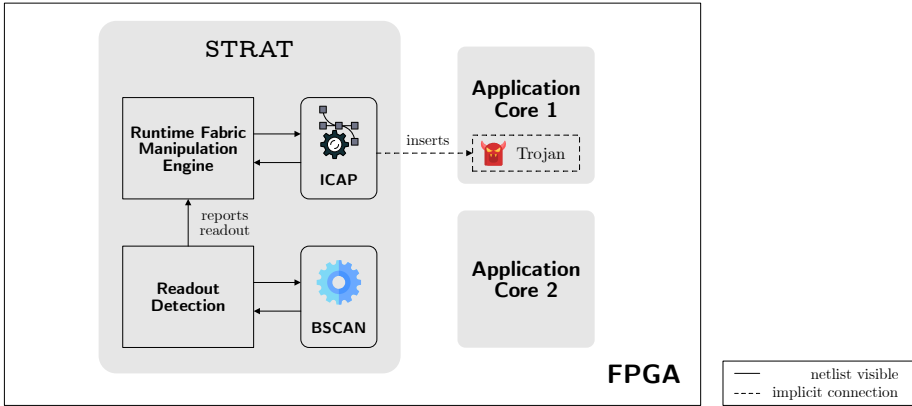 STRAT
Runtime Fabric
Manipulation
Engine
ICAP
inserts
Application
Core 1
Trojan
reports
readout
Readout
Detection
BSCAN
Application
Core 2
FPGA
netlist visible
implicit connection